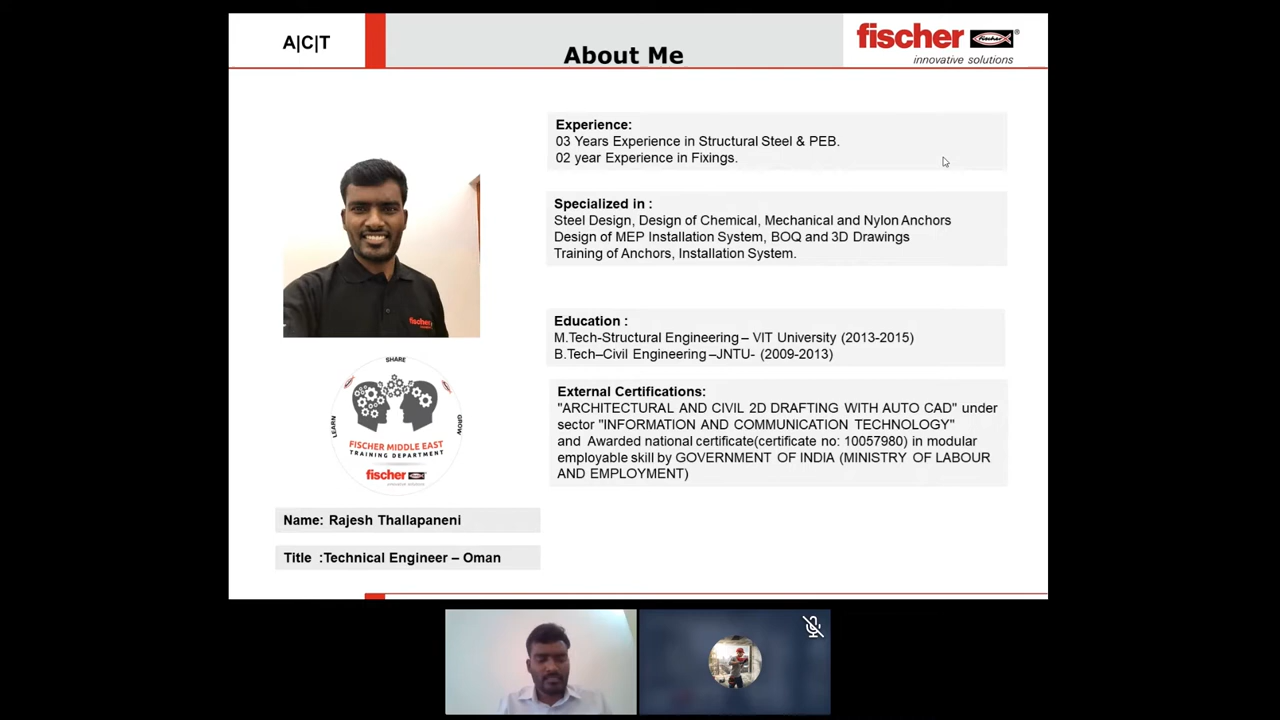 A|C|T
About Me
fischer
innovative solutions
Experience:
03 Years Experience in Structural Steel & PEB.
02 year Experience in Fixings.
Specialized in :
Steel Design, Design of Chemical, Mechanical and Nylon Anchors
Design of MEP Installation System, BOQ and 3D Drawings
Training of Anchors, Installation System.
fischer
Education :
M.Tech-Structural Engineering – VIT University (2013-2015)
B.Tech–Civil Engineering –JNTU- (2009-2013)
SHARE
LEARN
GROW
FISCHER MIDDLE EAST
TRAINING DEPARTMENT
fischer
External Certifications:
"ARCHITECTURAL AND CIVIL 2D DRAFTING WITH AUTO CAD" under
sector "INFORMATION AND COMMUNICATION TECHNOLOGY"
and Awarded national certificate(certificate no: 10057980) in modular
employable skill by GOVERNMENT OF INDIA (MINISTRY OF LABOUR
AND EMPLOYMENT)
Name: Rajesh Thallapaneni
Title :Technical Engineer – Oman